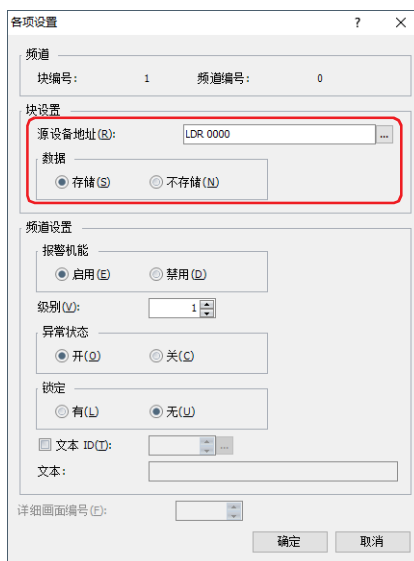 各项设置 ? X
频道
块编号: 1 频道编号: 0
块设置
源设备地址(R): LDR 0000 ...
数据
存储(S) 不存储(N)
频道设置
报警机能
启用(E) 禁用(D)
级别(V): 1
异常状态
开(O) 关(C)
锁定
有(L) 无(U)
文本 ID(T): ...
文本:
详细画面编号(F):
确定 取消